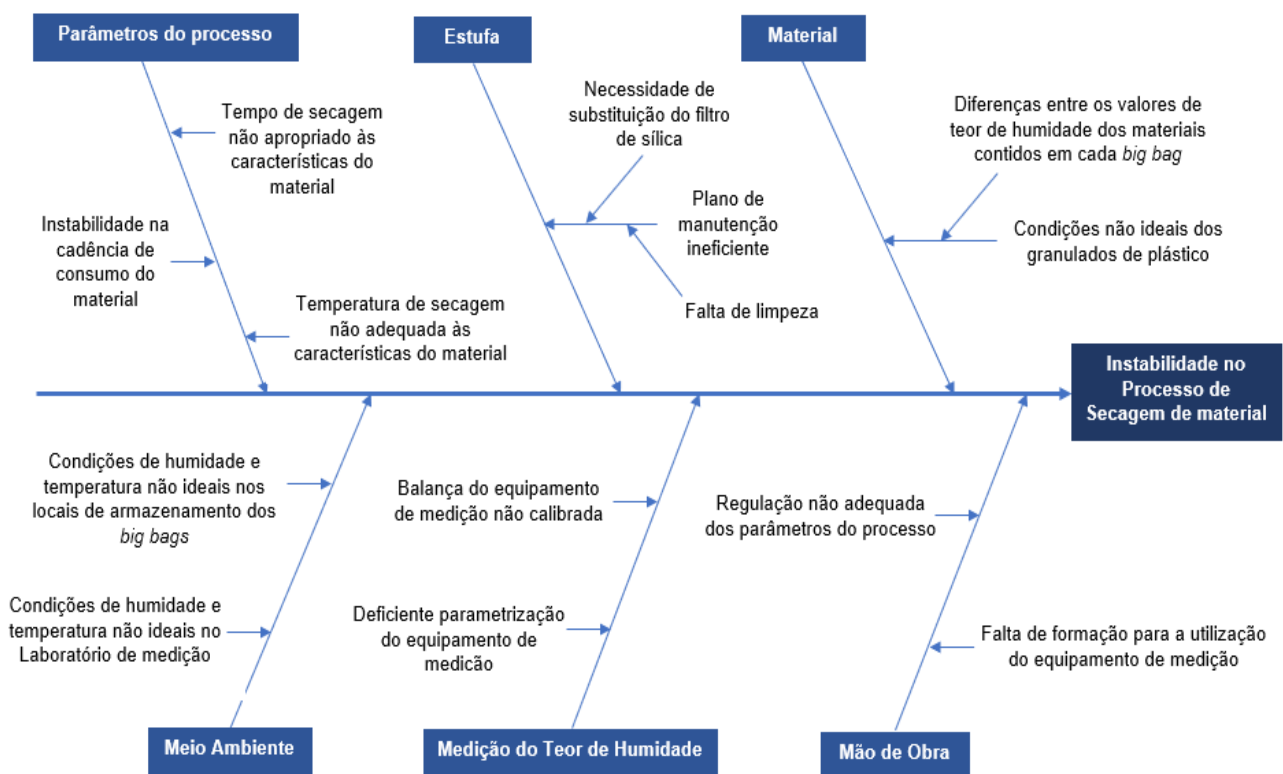 Parâmetros do processo
Estufa
Material
Tempo de secagem
não apropriado às
características do
material
Instabilidade na
cadência de
consumo do
material
Temperatura de secagem
não adequada às
características do material
Necessidade de
substituição do filtro
de sílica
Plano de
manutenção
ineficiente
Falta de limpeza
Diferenças entre os valores de
teor de humidade dos materiais
contidos em cada big bag
Condições não ideais dos
granulados de plástico
Instabilidade no
Processo de
Secagem de material
Condições de humidade e
temperatura não ideais nos
locais de armazenamento dos
big bags
Condições de humidade e
temperatura não ideais no
Laboratório de medição
Balança do equipamento
de medição não calibrada
Deficiente parametrização
do equipamento de
medicão
Regulação não adequada
dos parâmetros do processo
Falta de formação para a utilização
do equipamento de medição
Meio Ambiente
Medição do Teor de Humidade
Mão de Obra